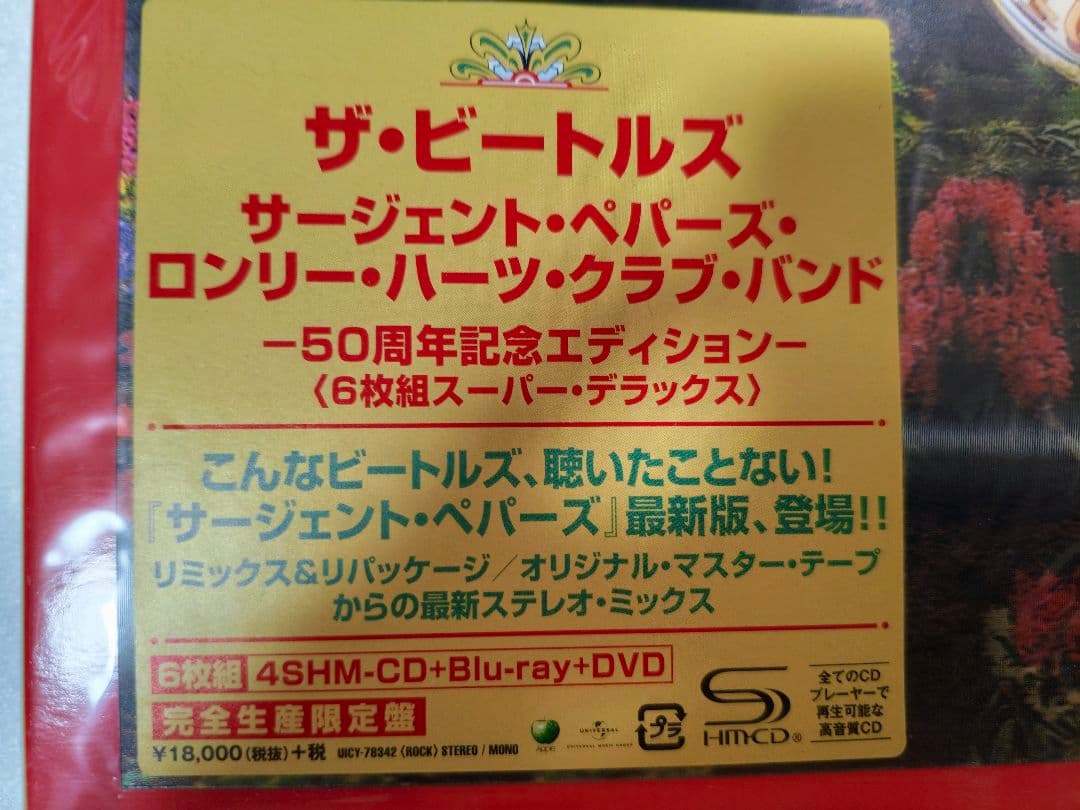 ザ・ビートルズ
サージェント・ペパーズ・
ロンリー・ハーツ・クラブ・バンド
−50周年記念エディション−
〈6枚組スーパー・デラックス〉
こんなビートルズ、聴いたことない!
『サージェント・ペパーズ』最新版、登場!!
リミックス&リパッケージ/オリジナル・マスター・テープ
からの最新ステレオ・ミックス
6枚組 4SHM-CD+Blu-ray+DVD
完全生産限定盤
¥18,000(税抜)+税 UICY-78342 〈ROCK〉 STEREO / MONO
Apple
UNIVERSAL
UNIVERSAL MUSIC GROUP
プラ
SHM-CD®
全てのCD
プレーヤーで
再生可能な
高音質CD